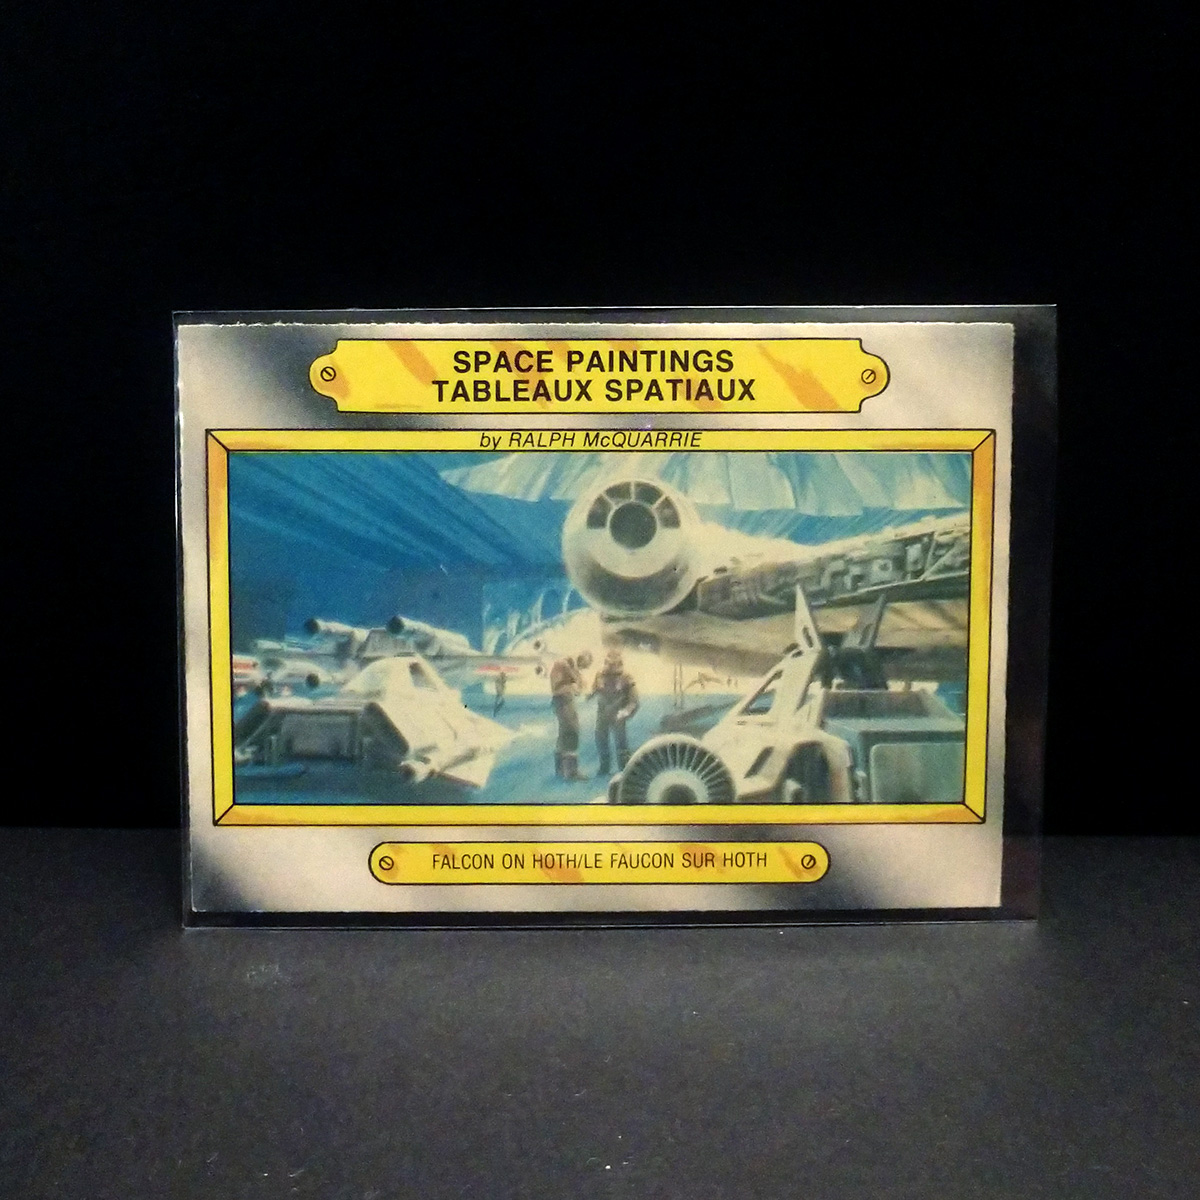 SPACE PAINTINGS
TABLEAUX SPATIAUX
by RALPH McQUARRIE
FALCON ON HOTH/LE FAUCON SUR HOTH